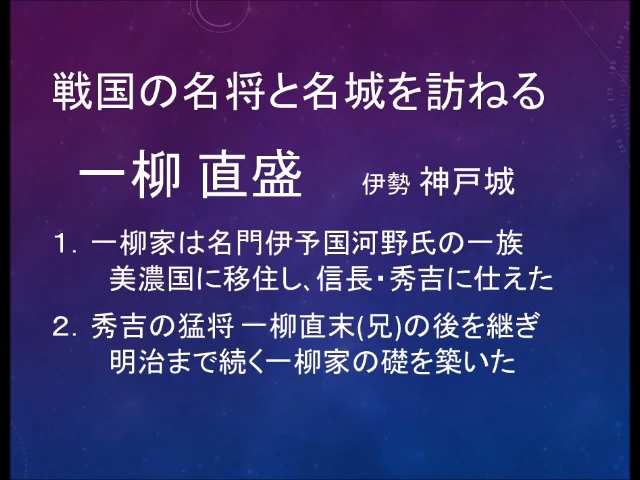 戦国の名将と名城を訪ねる
一柳 直盛 伊勢 神戸城
１．一柳家は名門伊予国河野氏の一族
美濃国に移住し、信長・秀吉に仕えた
２．秀吉の猛将 一柳直末(兄)の後を継ぎ
明治まで続く一柳家の礎を築いた